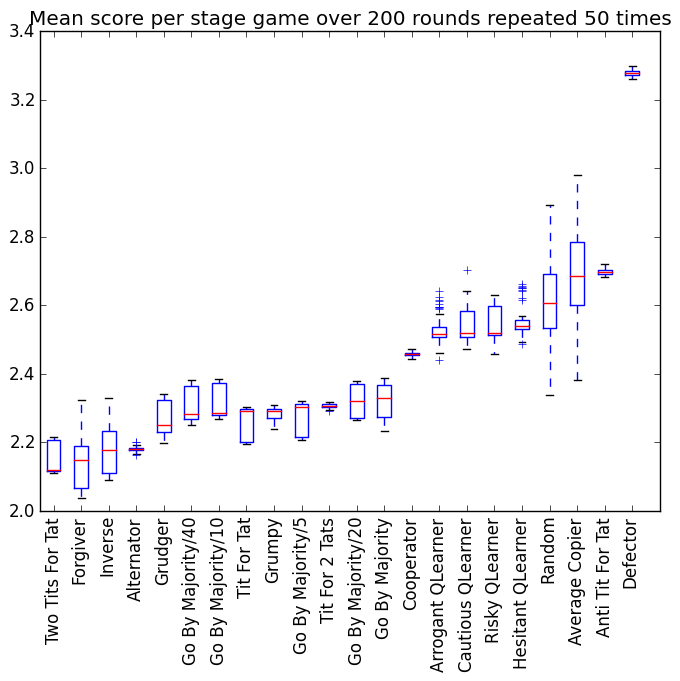 Mean score per stage game over 200 rounds repeated 50 times
3.4
3.2
3.0
2.8
2.6
2.4
2.2
2.0
Two Tits For Tat
Forgiver
Inverse
Alternator
Grudger
Go By Majority/40
Go By Majority/10
Tit For Tat
Grumpy
Go By Majority/5
Tit For 2 Tats
Go By Majority/20
Go By Majority
Cooperator
Arrogant QLearner
Cautious QLearner
Risky QLearner
Hesitant QLearner
Random
Average Copier
Anti Tit For Tat
Defector